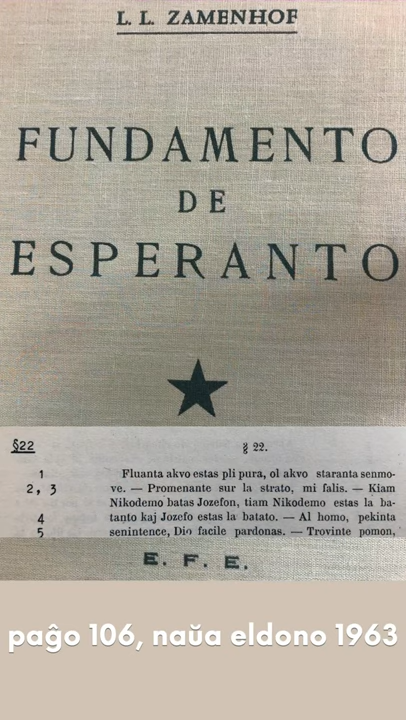 L. L. ZAMENHOF
FUNDAMENTO
DE
ESPERANTO
§22
§ 22.
1 Fluanta akvo estas pli pura, ol akvo staranta senmo-
2, 3 ve. — Promenante sur la strato, mi falis. — Kiam
Nikodemo batas Jozefon, tiam Nikodemo estas la ba-
4 tanto kaj Jozefo estas la batato. — Al homo, pekinta
5 senintence, Dio facile pardonas. — Trovinte pomon,
E. F. E.
paĝo 106, naŭa eldono 1963